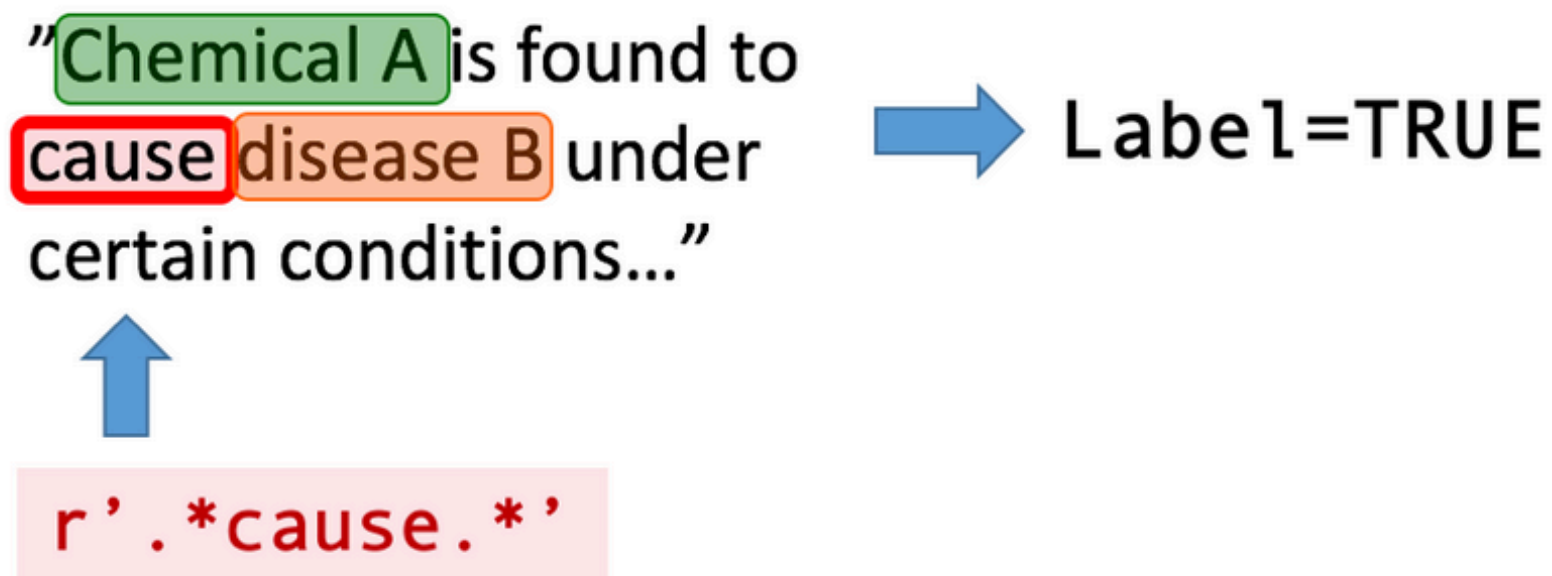 ”Chemical A is found to
cause disease B under
certain conditions...”
Label=TRUE
r’.*cause.*’